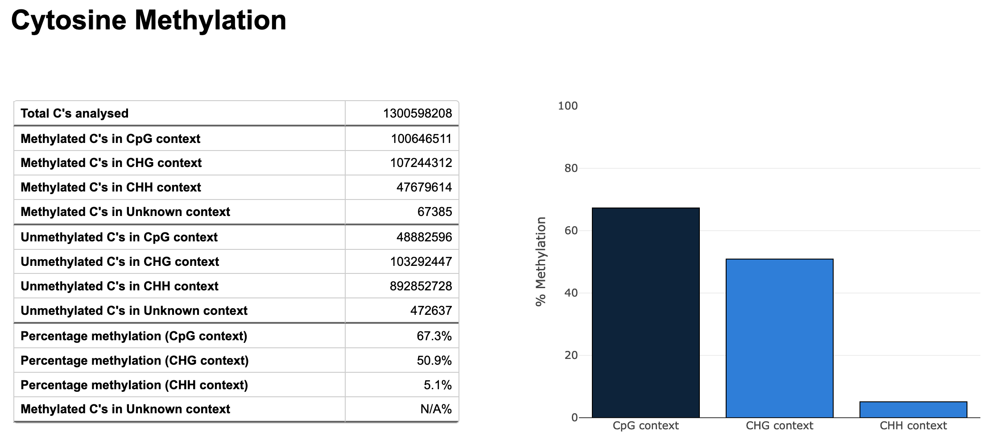 Cytosine Methylation
Total C's analysed 1300598208
Methylated C's in CpG context 100646511
Methylated C's in CHG context 107244312
Methylated C's in CHH context 47679614
Methylated C's in Unknown context 67385
Unmethylated C's in CpG context 48882596
Unmethylated C's in CHG context 103292447
Unmethylated C's in CHH context 892852728
Unmethylated C's in Unknown context 472637
Percentage methylation (CpG context) 67.3%
Percentage methylation (CHG context) 50.9%
Percentage methylation (CHH context) 5.1%
Methylated C's in Unknown context N/A%
% Methylation
100
80
60
40
20
0
CpG context CHG context CHH context